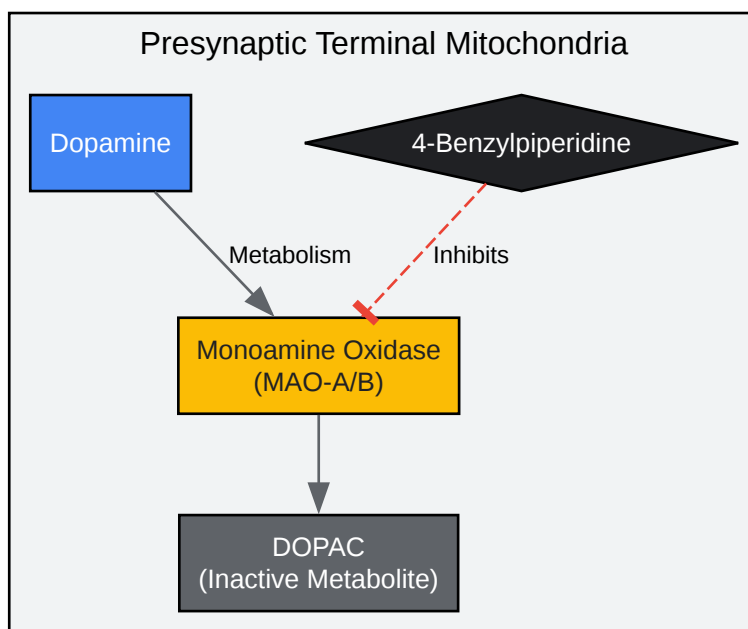 Presynaptic Terminal Mitochondria
Dopamine
4-Benzylpiperidine
Metabolism
Inhibits
Monoamine Oxidase
(MAO-A/B)
DOPAC
(Inactive Metabolite)